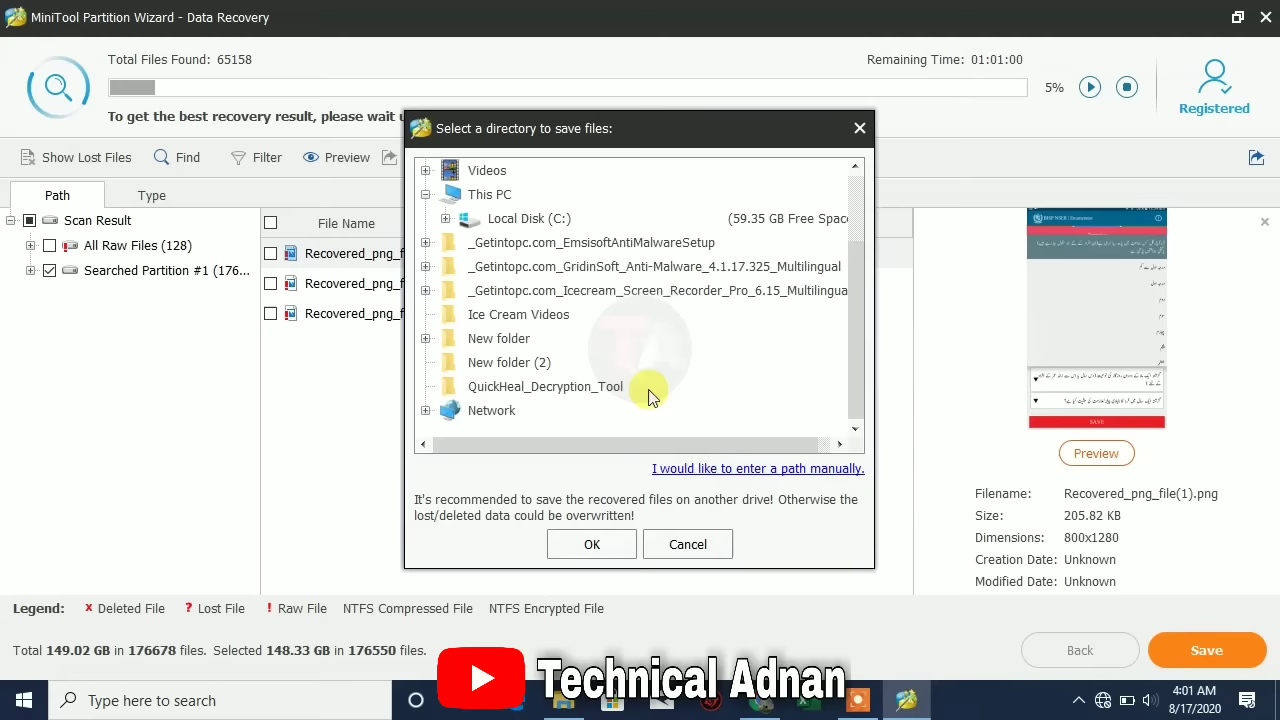 MiniTool Partition Wizard - Data Recovery
Total Files Found: 65158
Remaining Time: 01:01:00
5%
Registered
To get the best recovery result, please wait u
Select a directory to save files:
Show Lost Files
Find
Filter
Preview
Path
Type
Scan Result
All Raw Files (128)
Searched Partition #1 (176...
File Name
Recovered_png_f
Recovered_png_f
Recovered_png_f
Videos
This PC
Local Disk (C:) (59.35 GB Free Space
_Getintopc.com_EmsisoftAntiMalwareSetup
_Getintopc.com_GridinSoft_Anti-Malware_4.1.17.325_Multilingual
_Getintopc.com_Icecream_Screen_Recorder_Pro_6.15_Multilingua
Ice Cream Videos
New folder
New folder (2)
QuickHeal_Decryption_Tool
Network
I would like to enter a path manually.
It's recommended to save the recovered files on another drive! Otherwise the
lost/deleted data could be overwritten!
OK
Cancel
SAVE
Preview
Filename: Recovered_png_file(1).png
Size: 205.82 KB
Dimensions: 800x1280
Creation Date: Unknown
Modified Date: Unknown
Legend:
x Deleted File
? Lost File
! Raw File
NTFS Compressed File
NTFS Encrypted File
Total 149.02 GB in 176678 files. Selected 148.33 GB in 176550 files.
Back
Save
Technical Adnan
Type here to search
4:01 AM
8/17/2020